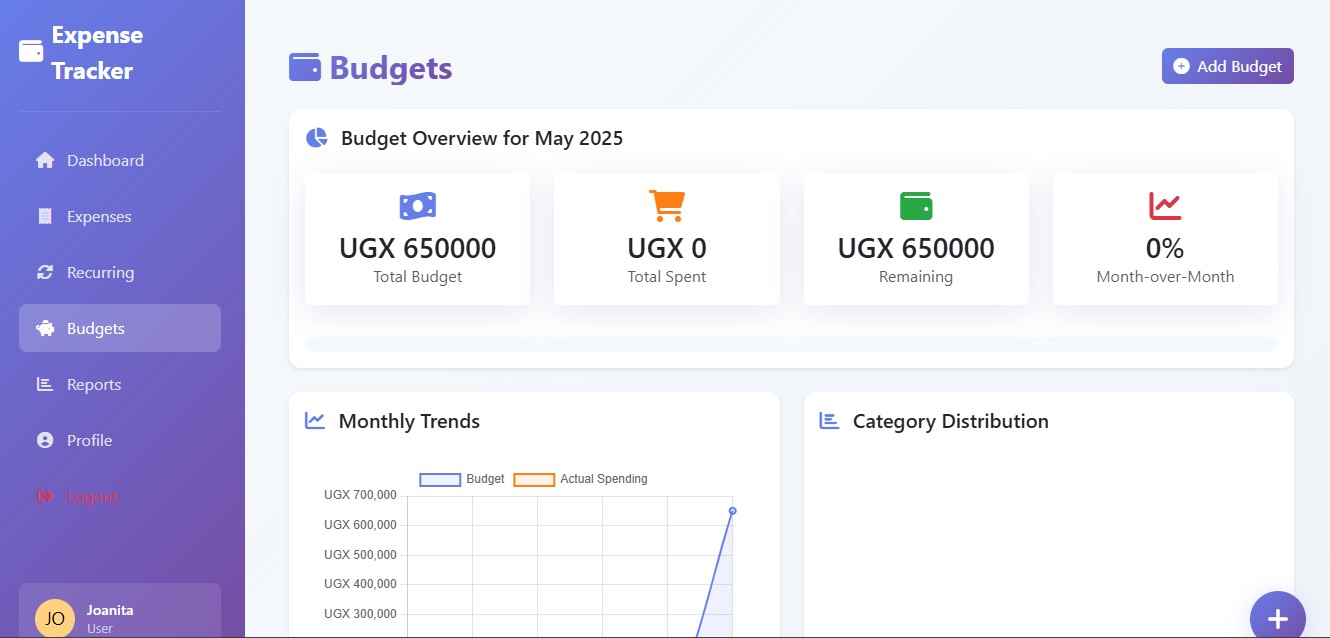 Expense
Tracker
Dashboard
Expenses
Recurring
Budgets
Reports
Profile
Logout
JO
Joanita
User
Budgets
Add Budget
Budget Overview for May 2025
UGX 650000
Total Budget
UGX 0
Total Spent
UGX 650000
Remaining
0%
Month-over-Month
Monthly Trends
Budget
Actual Spending
UGX 700,000
UGX 600,000
UGX 500,000
UGX 400,000
UGX 300,000
Category Distribution